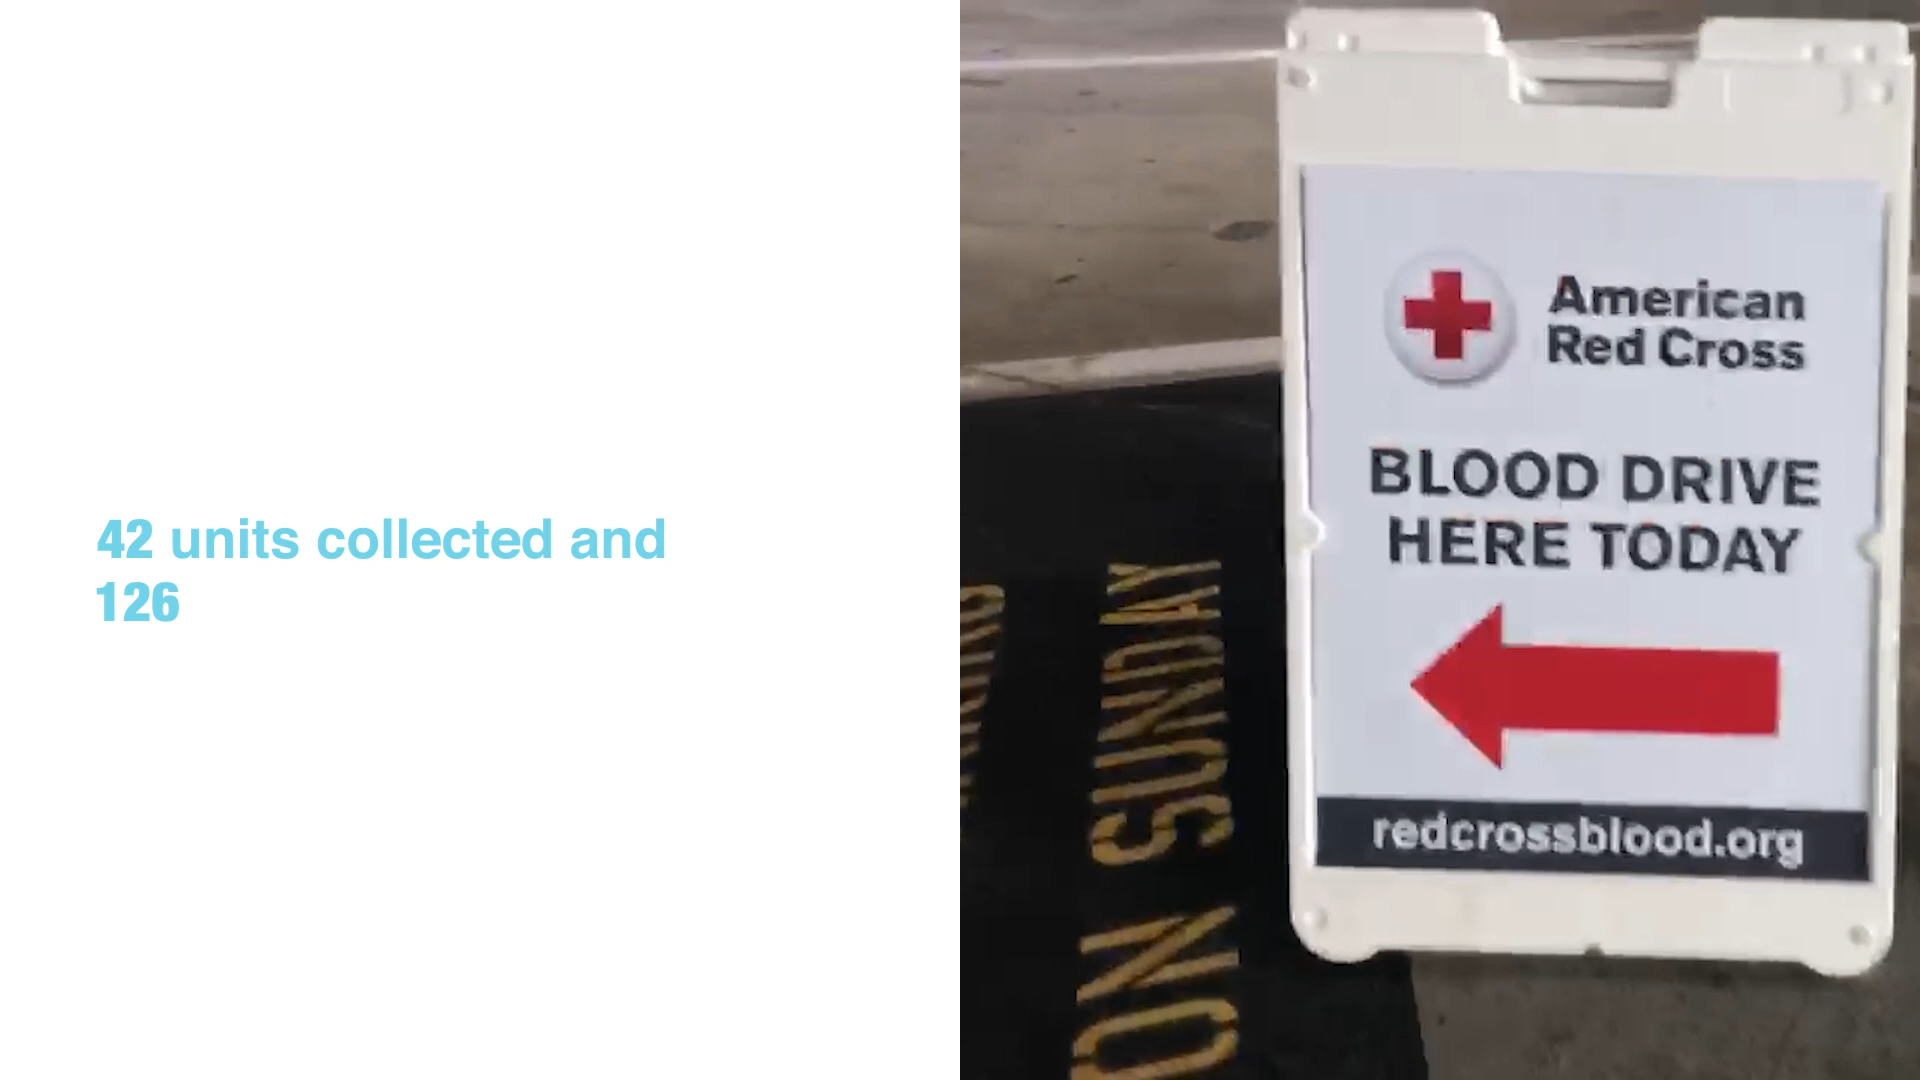 42 units collected and
126
American
Red Cross
BLOOD DRIVE
HERE TODAY
redcrossblood.org
ON SUNDAY